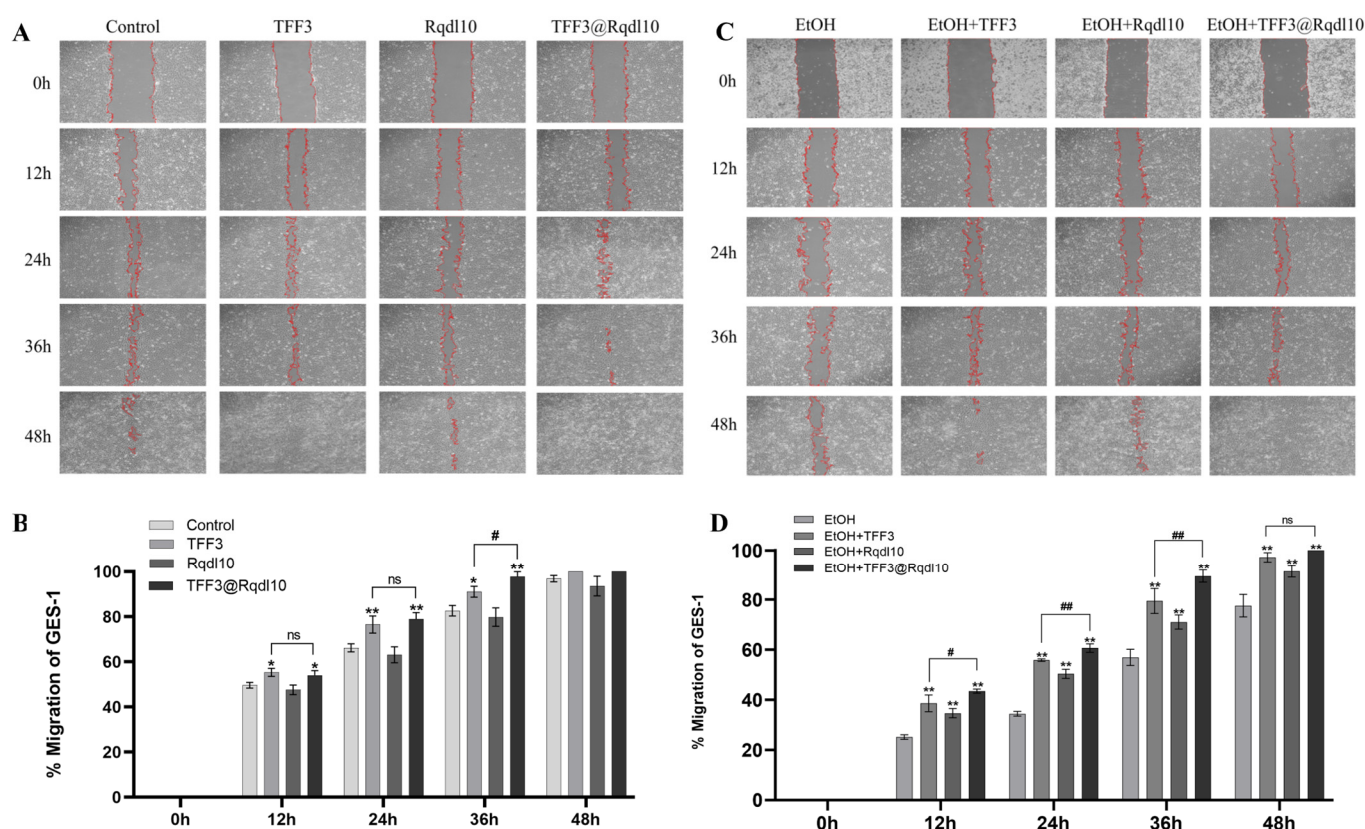 A
Control TFF3 Rqdl10 TFF3@Rqdl10
0h
12h
24h
36h
48h
C
EtOH EtOH+TFF3 EtOH+Rqdl10 EtOH+TFF3@Rqdl10
0h
12h
24h
36h
48h
B
Control
TFF3
Rqdl10
TFF3@Rqdl10
% Migration of GES-1
100
80
60
40
20
0
ns
* *
ns
** **
#
* **
0h 12h 24h 36h 48h
D
EtOH
EtOH+TFF3
EtOH+Rqdl10
EtOH+TFF3@Rqdl10
% Migration of GES-1
100
80
60
40
20
0
#
** ** **
##
** ** **
##
** ** **
ns
** ** **
0h 12h 24h 36h 48h